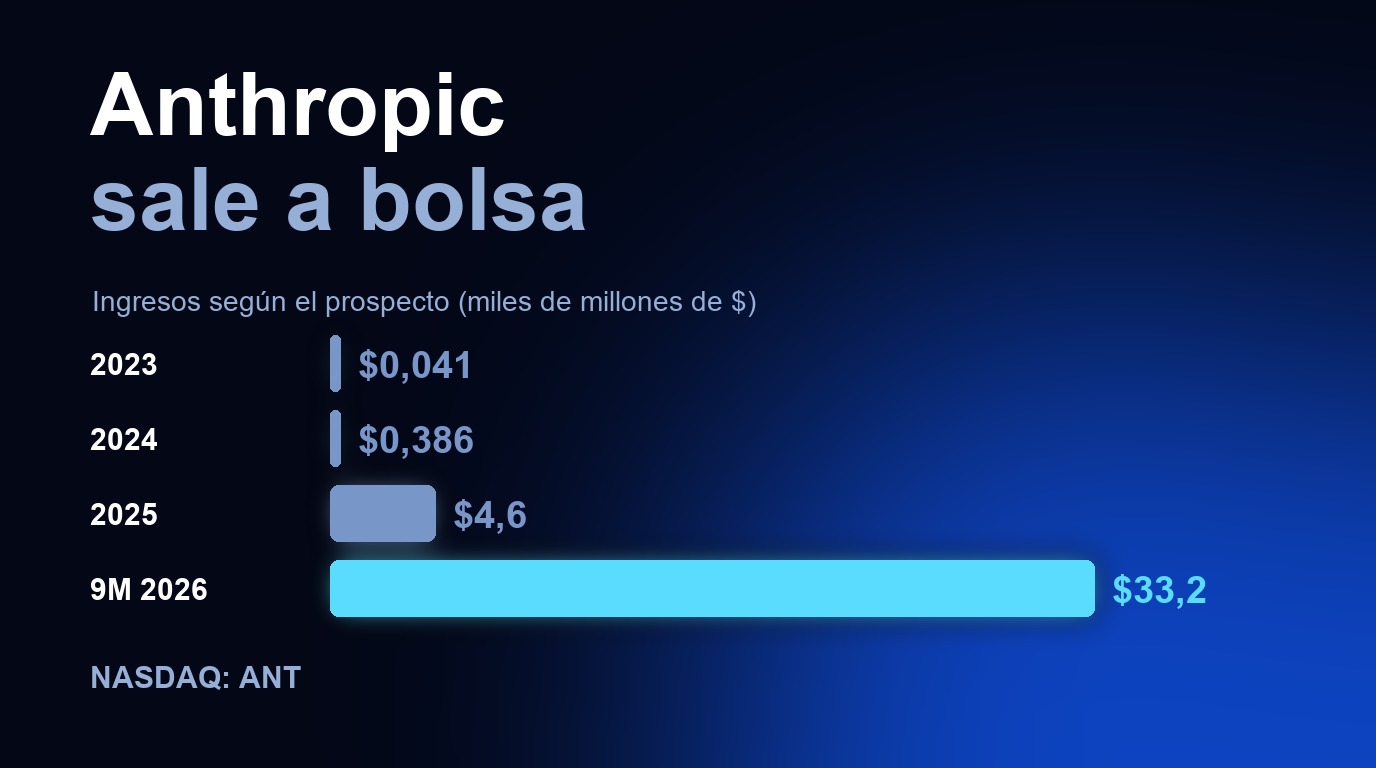 Anthropic
sale a bolsa
Ingresos según el prospecto (miles de millones de $)
2023 $0,041
2024 $0,386
2025 $4,6
9M 2026 $33,2
NASDAQ: ANT